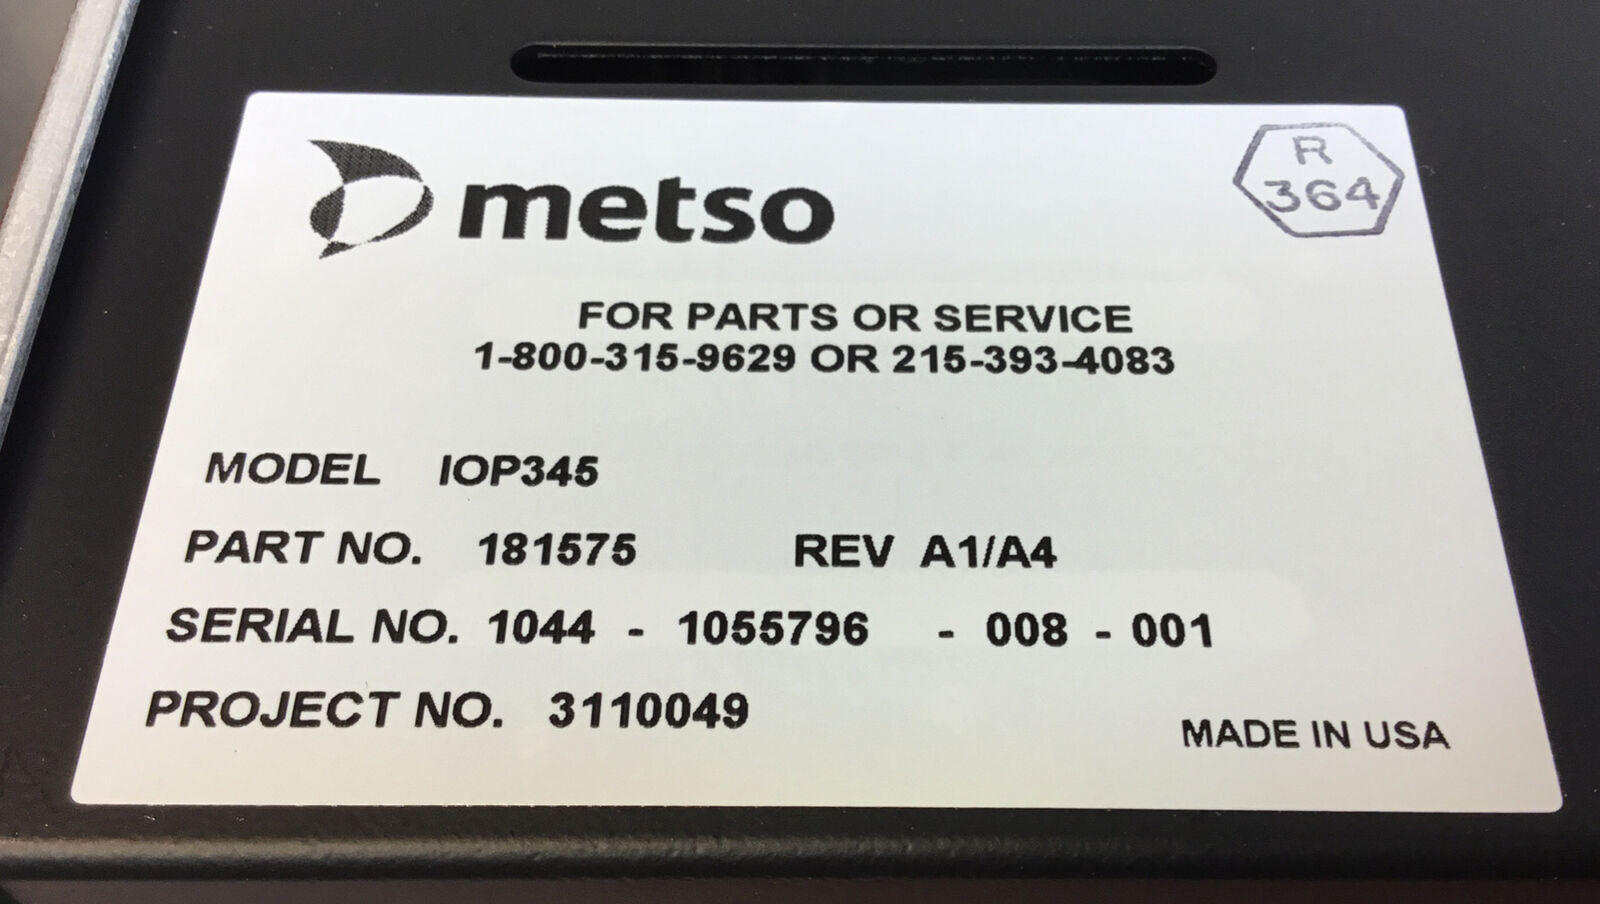 metso
R
364
FOR PARTS OR SERVICE
1-800-315-9629 OR 215-393-4083
MODEL IOP345
PART NO. 181575 REV A1/A4
SERIAL NO. 1044 - 1055796 - 008 - 001
PROJECT NO. 3110049
MADE IN USA